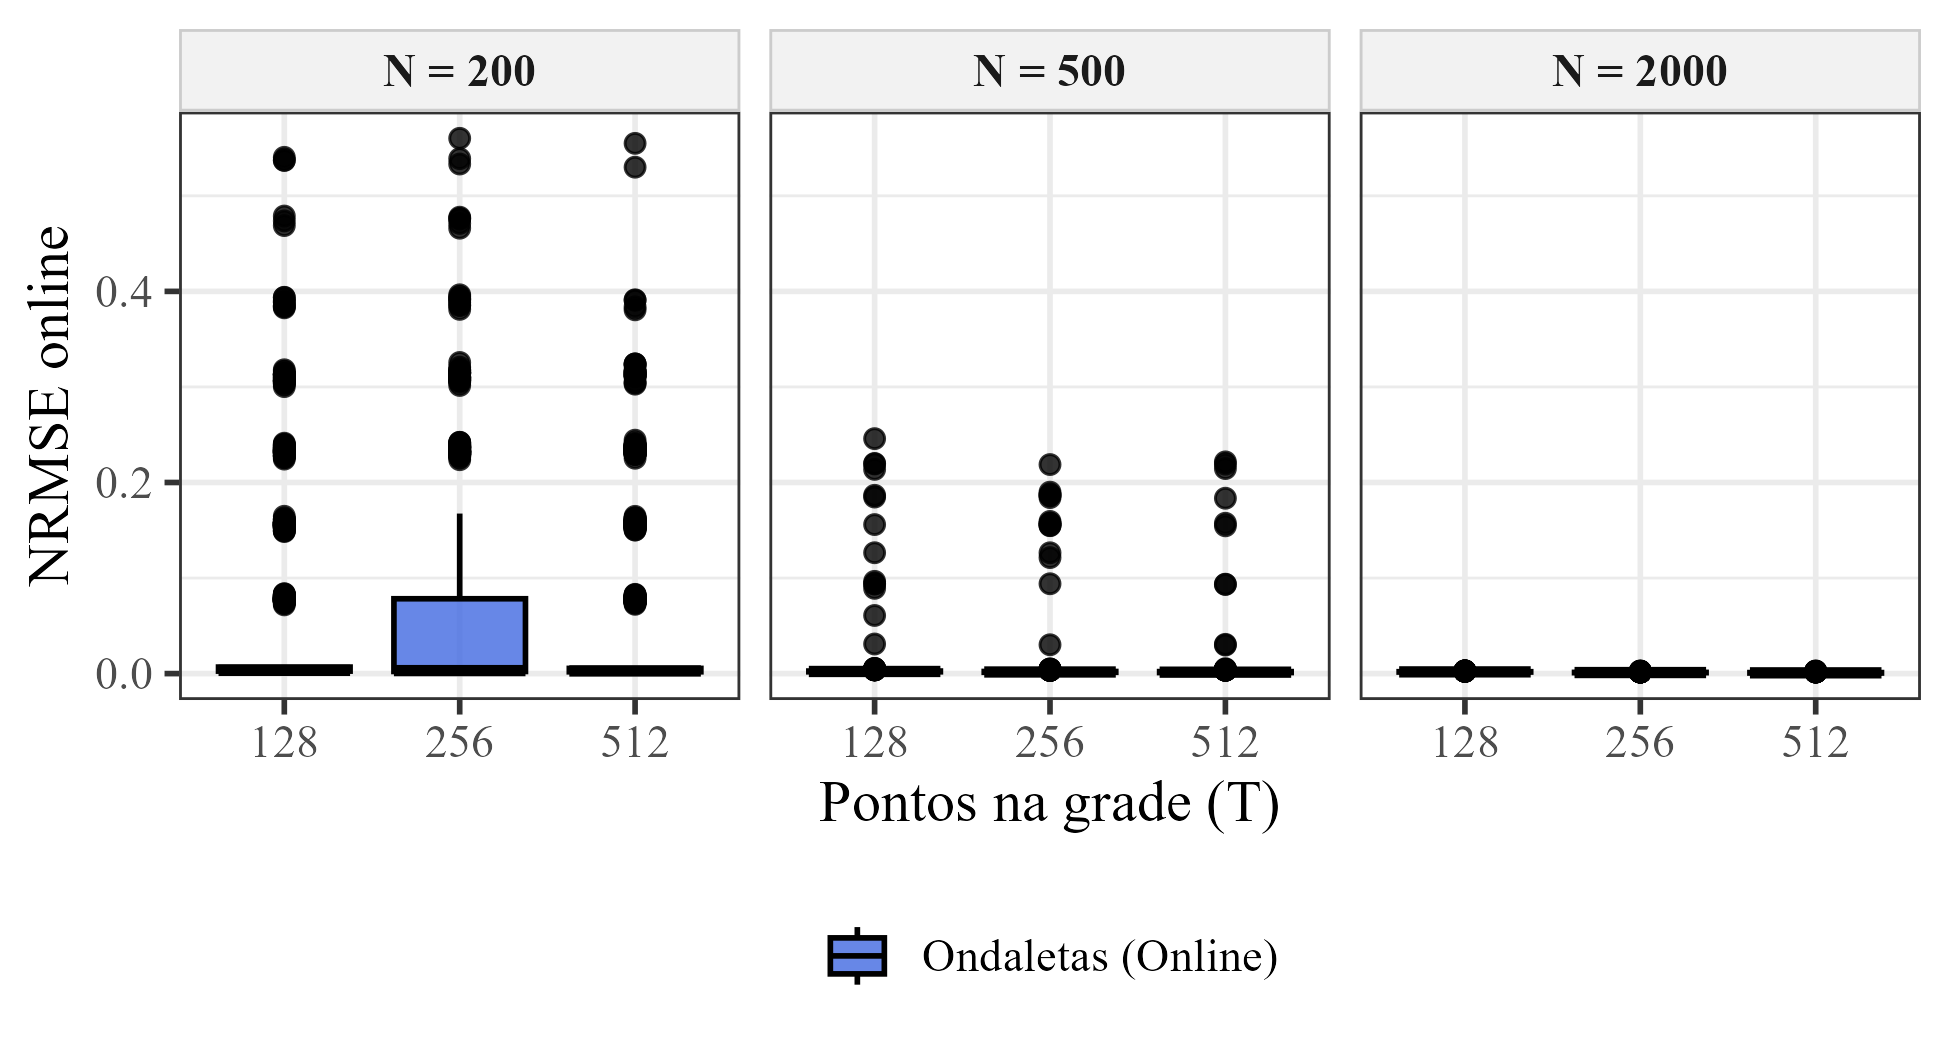 N = 200
N = 500
N = 2000
NRMSE online
0.4
0.2
0.0
128 256 512
128 256 512
128 256 512
Pontos na grade (T)
Ondaletas (Online)